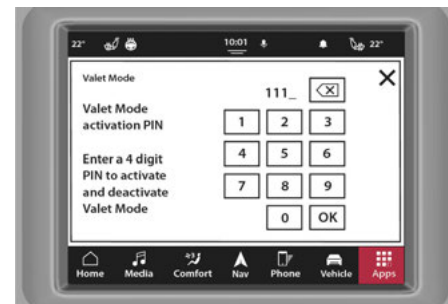 22° 10:01 22°
Valet Mode
111_
Valet Mode
activation PIN
1 2 3
Enter a 4 digit
PIN to activate
and deactivate
Valet Mode
4 5 6
7 8 9
0 OK
Home Media Comfort Nav Phone Vehicle Apps